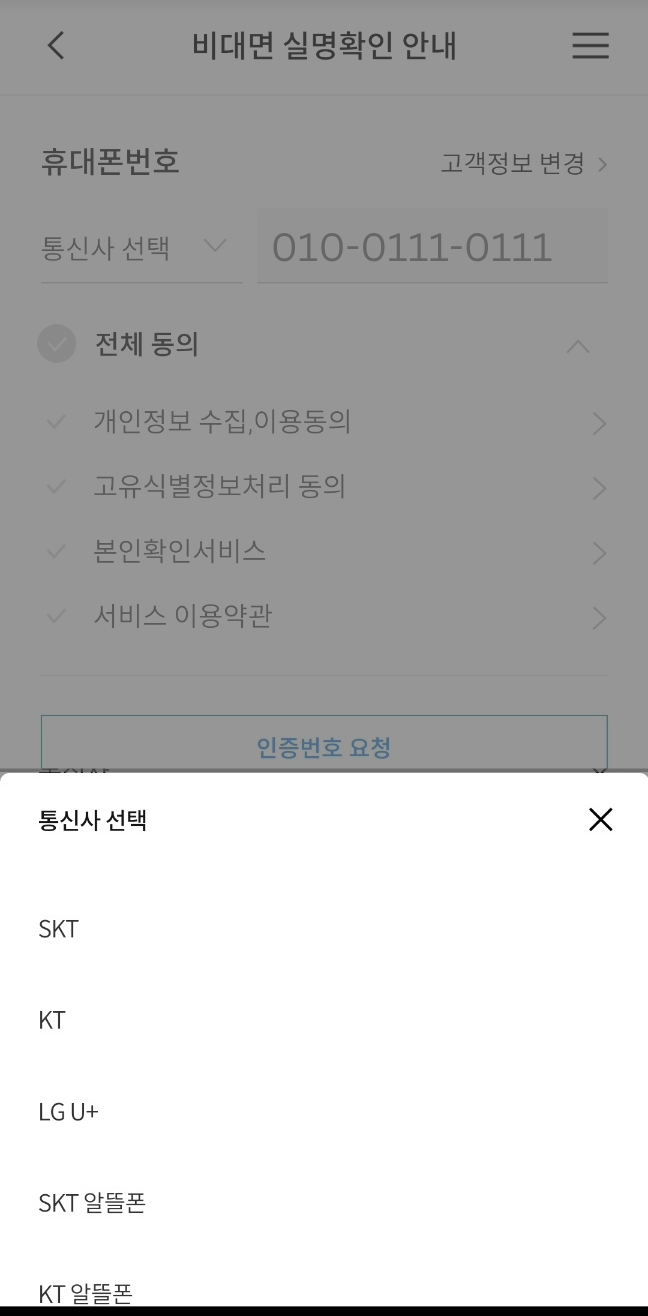 비대면 실명확인 안내
휴대폰번호
고객정보 변경
통신사 선택
010-0111-0111
전체 동의
개인정보 수집,이용동의
고유식별정보처리 동의
본인확인서비스
서비스 이용약관
인증번호 요청
통신사 선택
SKT
KT
LG U+
SKT 알뜰폰
KT 알뜰폰